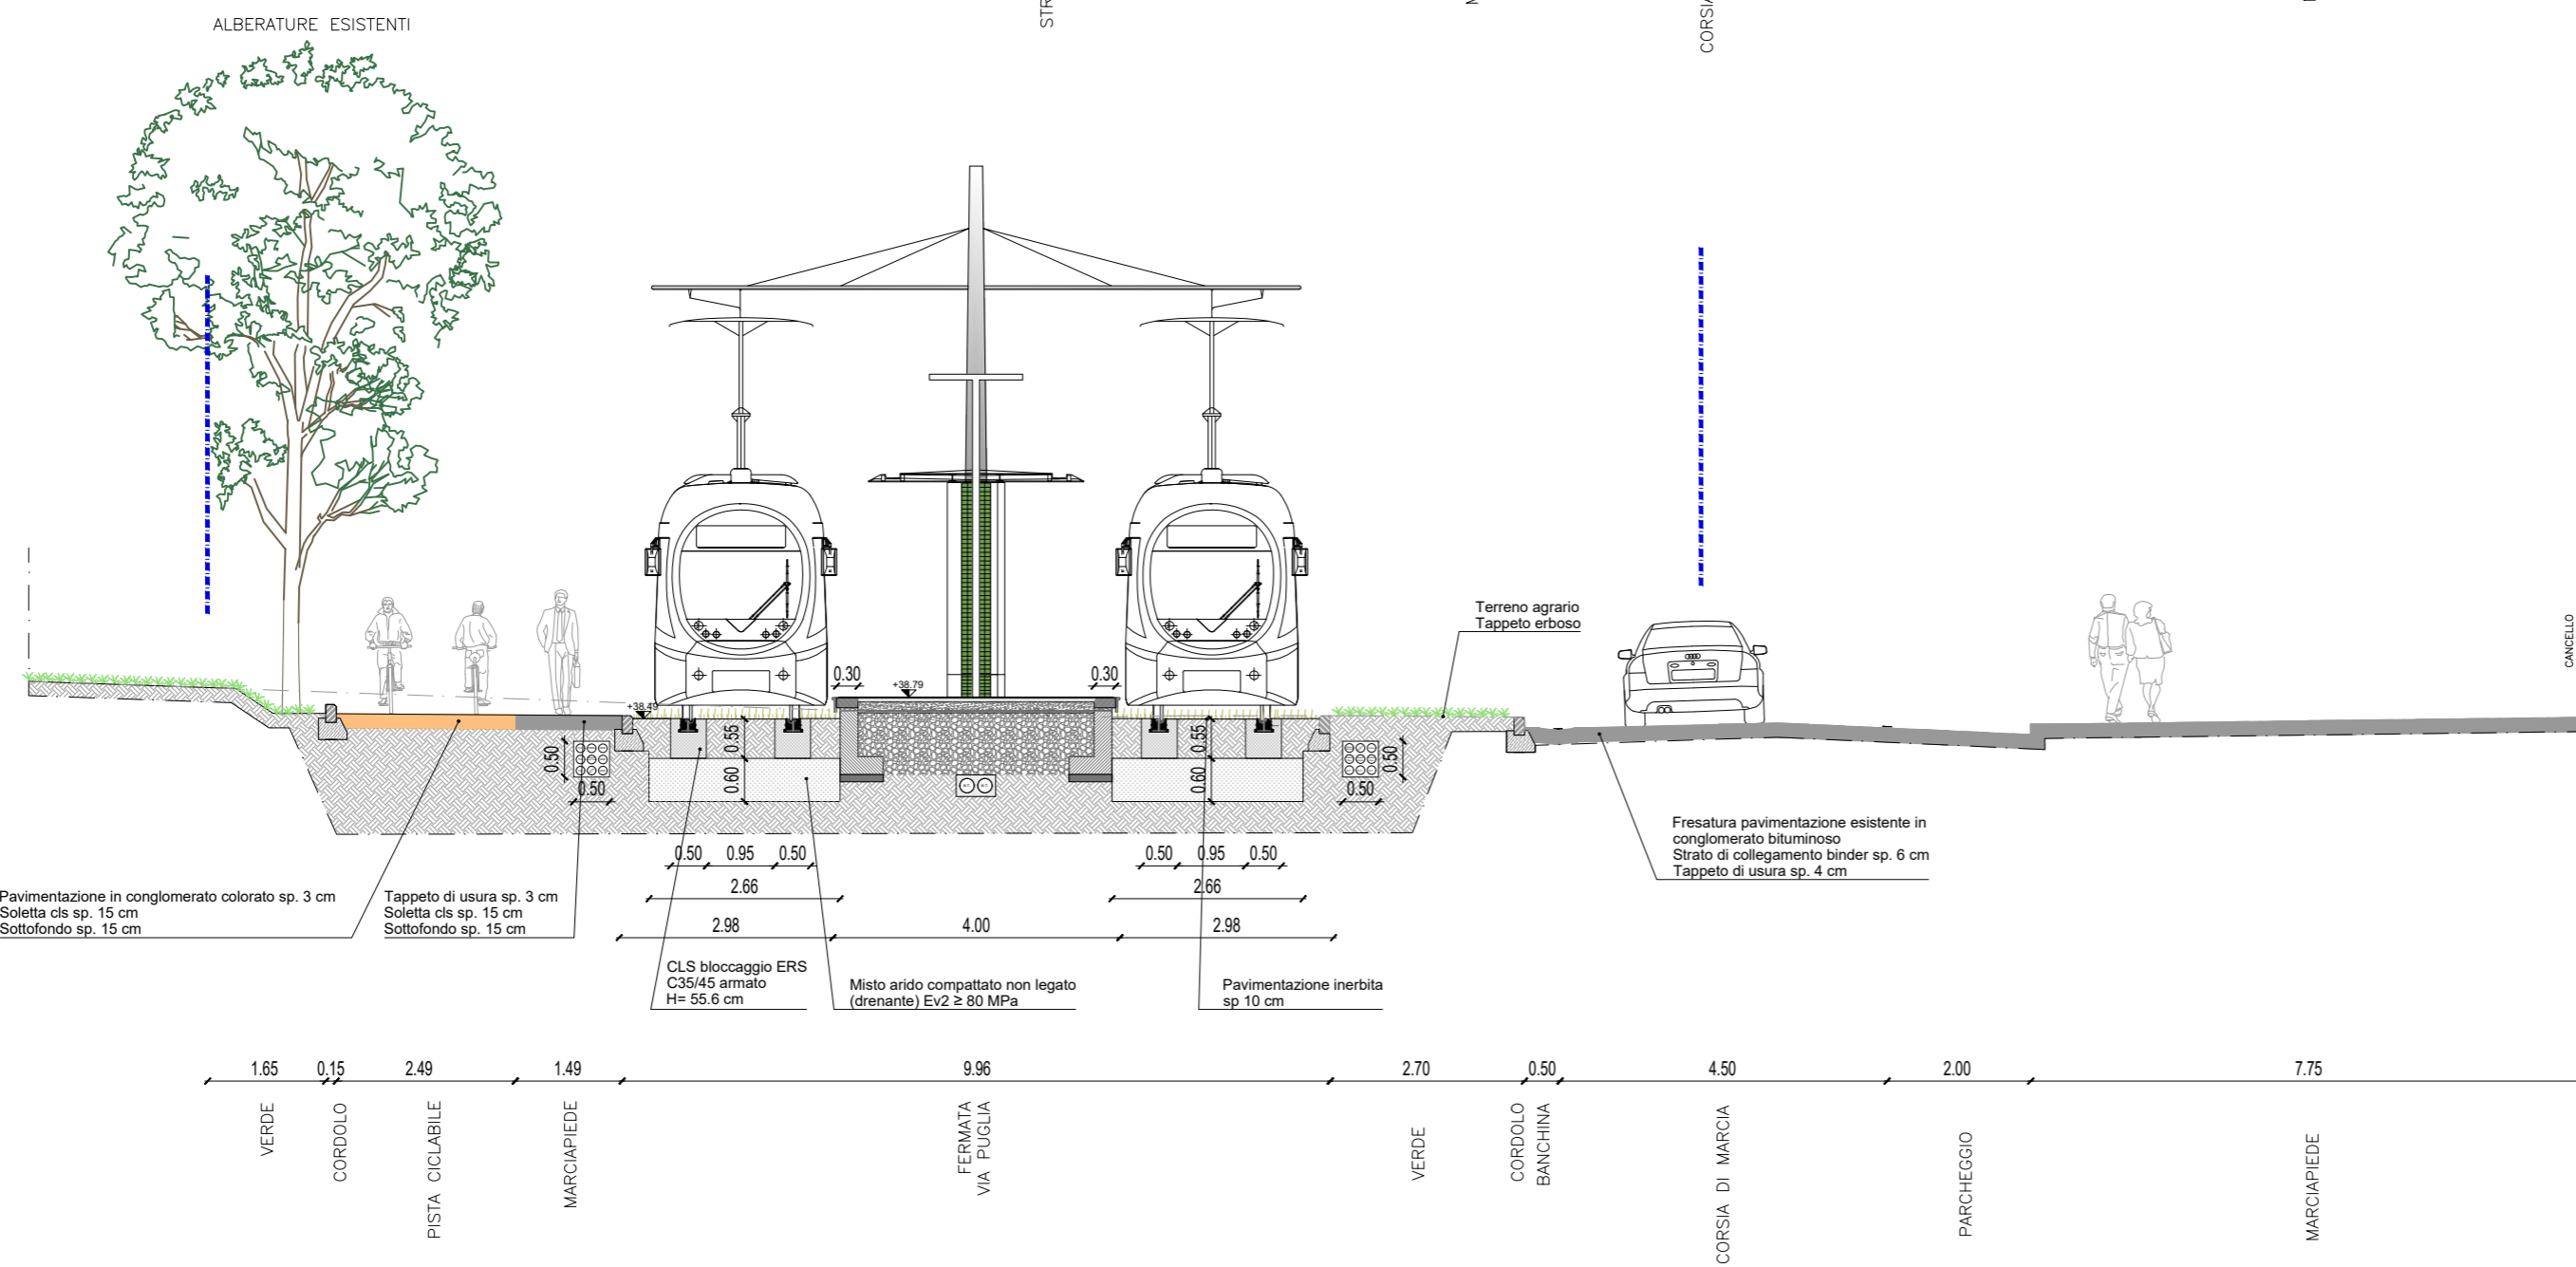 ALBERATURE ESISTENTI
STR
CORSIA
CANCELLO
Terreno agrario
Tappeto erboso
0.30
+38.79
0.30
+38.49
0.50
0.50
0.55
0.60
0.55
0.60
0.50
0.50
Fresatura pavimentazione esistente in
conglomerato bituminoso
Strato di collegamento binder sp. 6 cm
Tappeto di usura sp. 4 cm
0.50 0.95 0.50
0.50 0.95 0.50
2.66
2.66
2.98 4.00 2.98
Pavimentazione in conglomerato colorato sp. 3 cm
Soletta cls sp. 15 cm
Sottofondo sp. 15 cm
Tappeto di usura sp. 3 cm
Soletta cls sp. 15 cm
Sottofondo sp. 15 cm
CLS bloccaggio ERS
C35/45 armato
H= 55.6 cm
Misto arido compattato non legato
(drenante) Ev2 ≥ 80 MPa
Pavimentazione inerbita
sp 10 cm
1.65 0.15 2.49 1.49 9.96 2.70 0.50 4.50 2.00 7.75
VERDE
CORDOLO
PISTA CICLABILE
MARCIAPIEDE
FERMATA
VIA PUGLIA
VERDE
CORDOLO
BANCHINA
CORSIA DI MARCIA
PARCHEGGIO
MARCIAPIEDE